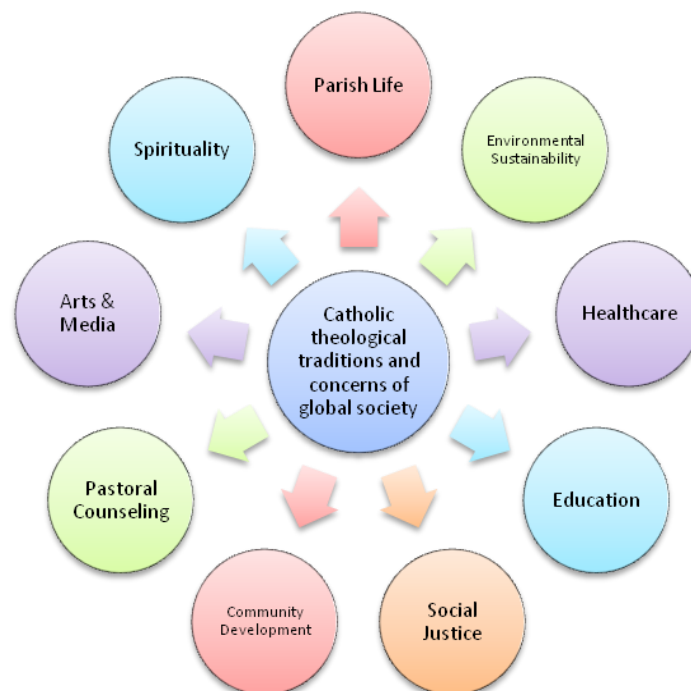 Parish Life
Environmental
Sustainability
Healthcare
Education
Social
Justice
Community
Development
Pastoral
Counseling
Arts &
Media
Spirituality
Catholic
theological
traditions and
concerns of
global society